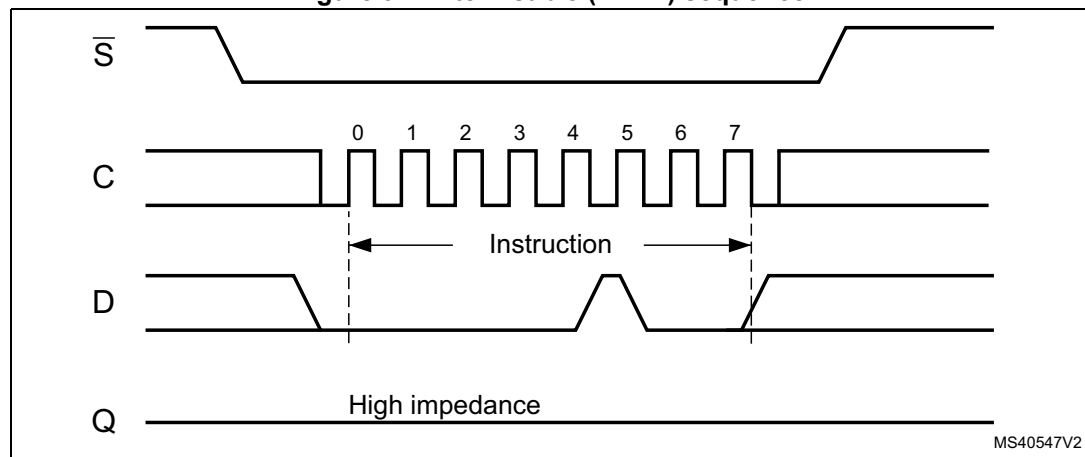 S̅
0 1 2 3 4 5 6 7
C
Instruction
D
High impedance
Q
MS40547V2